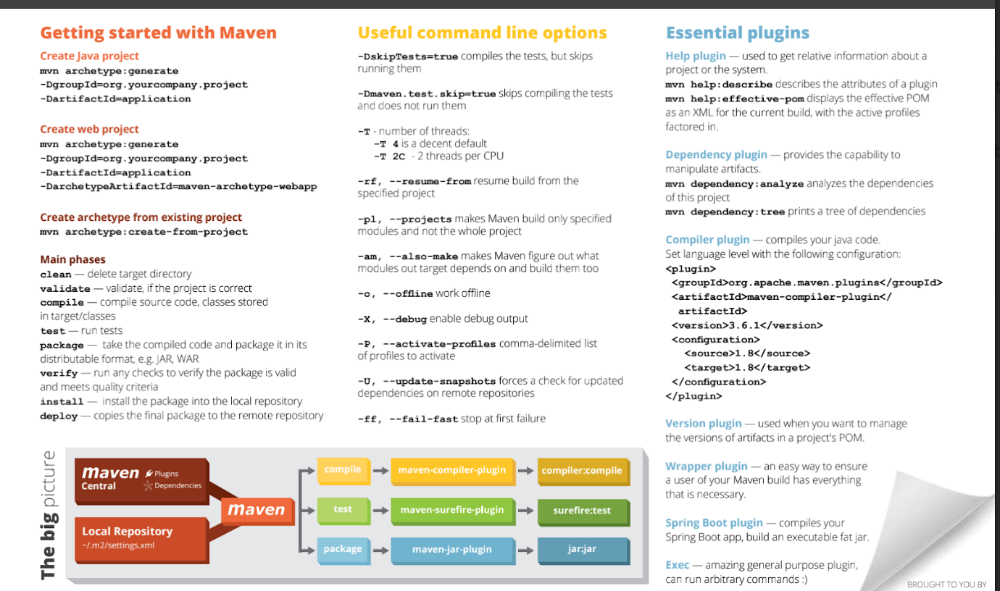 Getting started with Maven
Create Java project
mvn archetype:generate
-DgroupId=org.yourcompany.project
-DartifactId=application
Create web project
mvn archetype:generate
-DgroupId=org.yourcompany.project
-DartifactId=application
-DarchetypeArtifactId=maven-archetype-webapp
Create archetype from existing project
mvn archetype:create-from-project
Main phases
clean — delete target directory
validate — validate, if the project is correct
compile — compile source code, classes stored
in target/classes
test — run tests
package — take the compiled code and package it in its
distributable format, e.g. JAR, WAR
verify — run any checks to verify the package is valid
and meets quality criteria
install — install the package into the local repository
deploy — copies the final package to the remote repository
Useful command line options
-DskipTests=true compiles the tests, but skips
running them
-Dmaven.test.skip=true skips compiling the tests
and does not run them
-T - number of threads:
-T 4 is a decent default
-T 2C - 2 threads per CPU
-rf, --resume-from resume build from the
specified project
-pl, --projects makes Maven build only specified
modules and not the whole project
-am, --also-make makes Maven figure out what
modules out target depends on and build them too
-o, --offline work offline
-X, --debug enable debug output
-P, --activate-profiles comma-delimited list
of profiles to activate
-U, --update-snapshots forces a check for updated
dependencies on remote repositories
-ff, --fail-fast stop at first failure
Essential plugins
Help plugin — used to get relative information about a
project or the system.
mvn help:describe describes the attributes of a plugin
mvn help:effective-pom displays the effective POM
as an XML for the current build, with the active profiles
factored in.
Dependency plugin — provides the capability to
manipulate artifacts.
mvn dependency:analyze analyzes the dependencies
of this project
mvn dependency:tree prints a tree of dependencies
Compiler plugin — compiles your java code.
Set language level with the following configuration:
<plugin>
<groupId>org.apache.maven.plugins</groupId>
<artifactId>maven-compiler-plugin</
artifactId>
<version>3.6.1</version>
<configuration>
<source>1.8</source>
<target>1.8</target>
</configuration>
</plugin>
Version plugin — used when you want to manage
the versions of artifacts in a project's POM.
Wrapper plugin — an easy way to ensure
a user of your Maven build has everything
that is necessary.
Spring Boot plugin — compiles your
Spring Boot app, build an executable fat jar.
Exec — amazing general purpose plugin,
can run arbitrary commands :)
BROUGHT TO YOU BY
The big picture
maven Plugins
Central Dependencies
Local Repository
~/.m2/settings.xml
maven
compile maven-compiler-plugin compiler:compile
test maven-surefire-plugin surefire:test
package maven-jar-plugin jar:jar